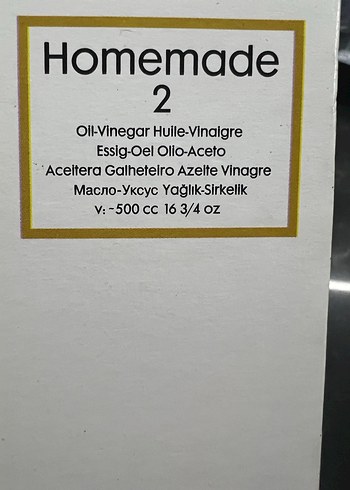 Homemade
2
Oil-Vinegar Huile-Vinaigre
Essig-Oel Olio-Aceto
Aceitera Galheteiro Azeite Vinagre
Масло-Уксус Yağlık-Sirkelik
v: ~500 cc 16 3/4 oz